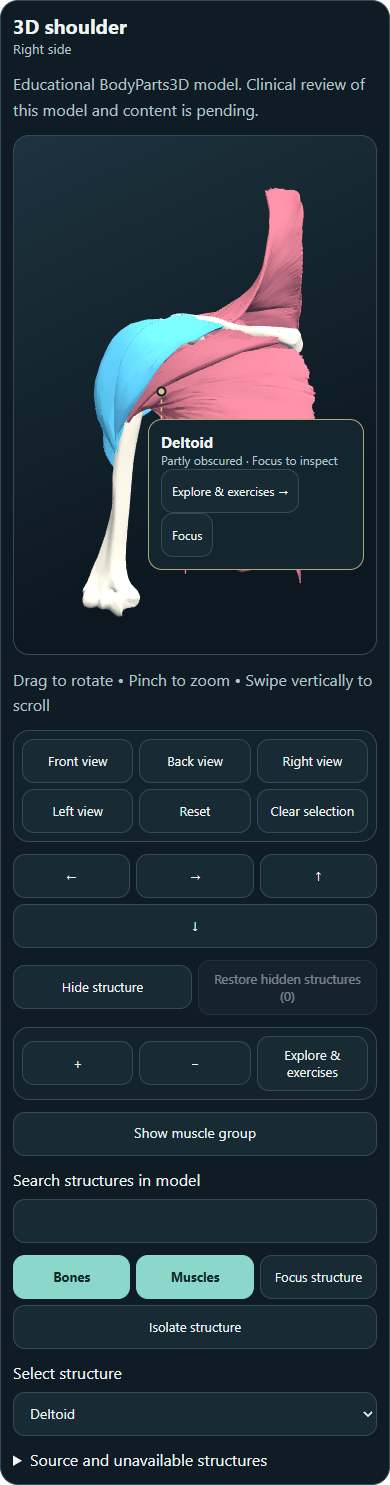 3D shoulder
Right side
Educational BodyParts3D model. Clinical review of
this model and content is pending.
Deltoid
Partly obscured · Focus to inspect
Explore & exercises →
Focus
Drag to rotate • Pinch to zoom • Swipe vertically to
scroll
Front view
Back view
Right view
Left view
Reset
Clear selection
←
→
↑
↓
Hide structure
Restore hidden structures
(0)
+
−
Explore &
exercises
Show muscle group
Search structures in model
Bones
Muscles
Focus structure
Isolate structure
Select structure
Deltoid
▶ Source and unavailable structures